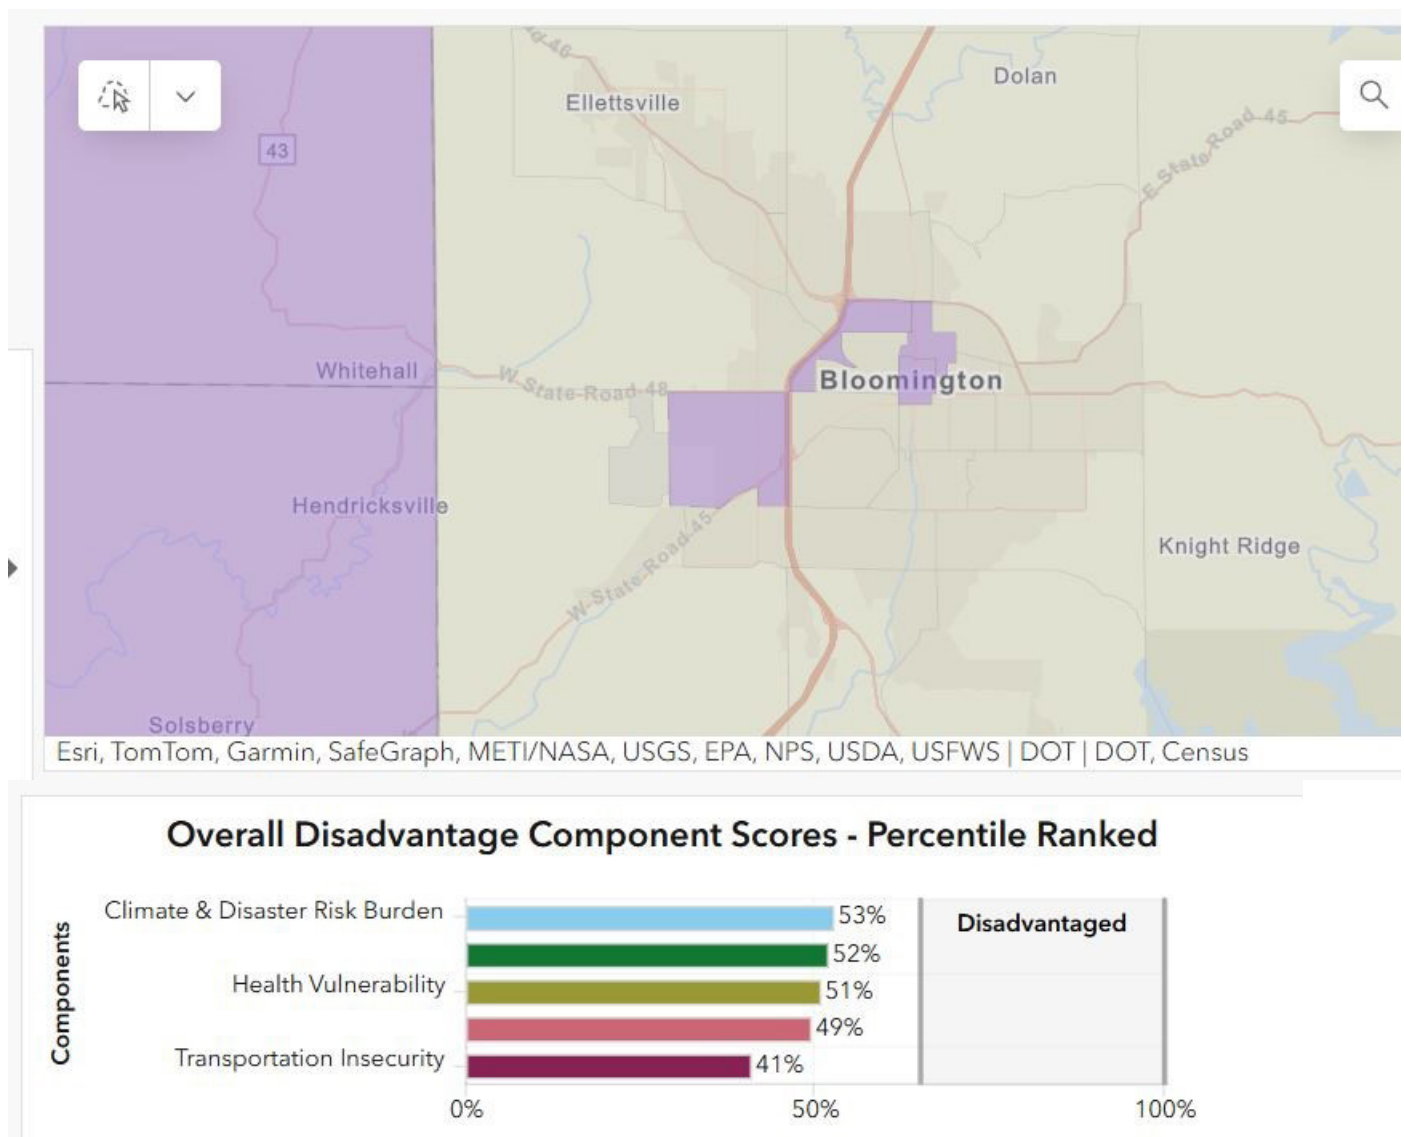 d-46
Dolan
Ellettsville
E State Road 45
43
Whitehall
W State Road 48
Bloomington
Hendricksville
W State Road 45
Knight Ridge
Solsberry
Esri, TomTom, Garmin, SafeGraph, METI/NASA, USGS, EPA, NPS, USDA, USFWS | DOT | DOT, Census
Overall Disadvantage Component Scores - Percentile Ranked
Components
Climate & Disaster Risk Burden
53%
Disadvantaged
52%
Health Vulnerability
51%
49%
Transportation Insecurity
41%
0%
50%
100%